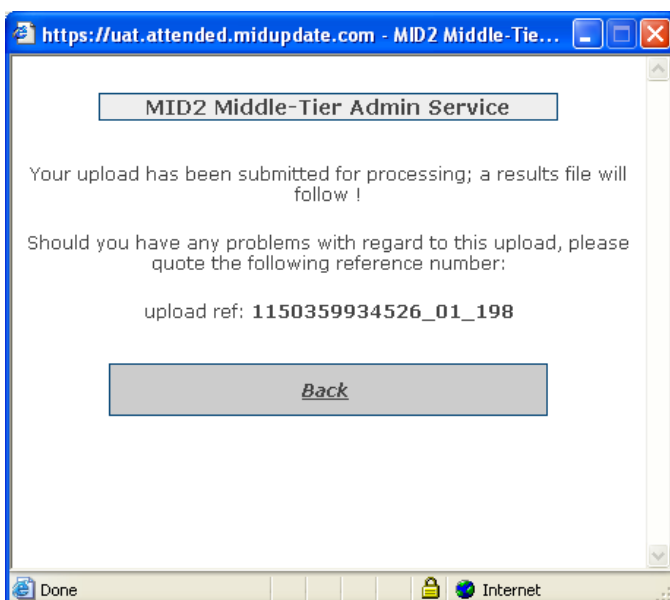 https://uat.attended.midupdate.com - MID2 Middle-Tie...
MID2 Middle-Tier Admin Service
Your upload has been submitted for processing; a results file will
follow !
Should you have any problems with regard to this upload, please
quote the following reference number:
upload ref: 1150359934526_01_198
Back
Done
Internet